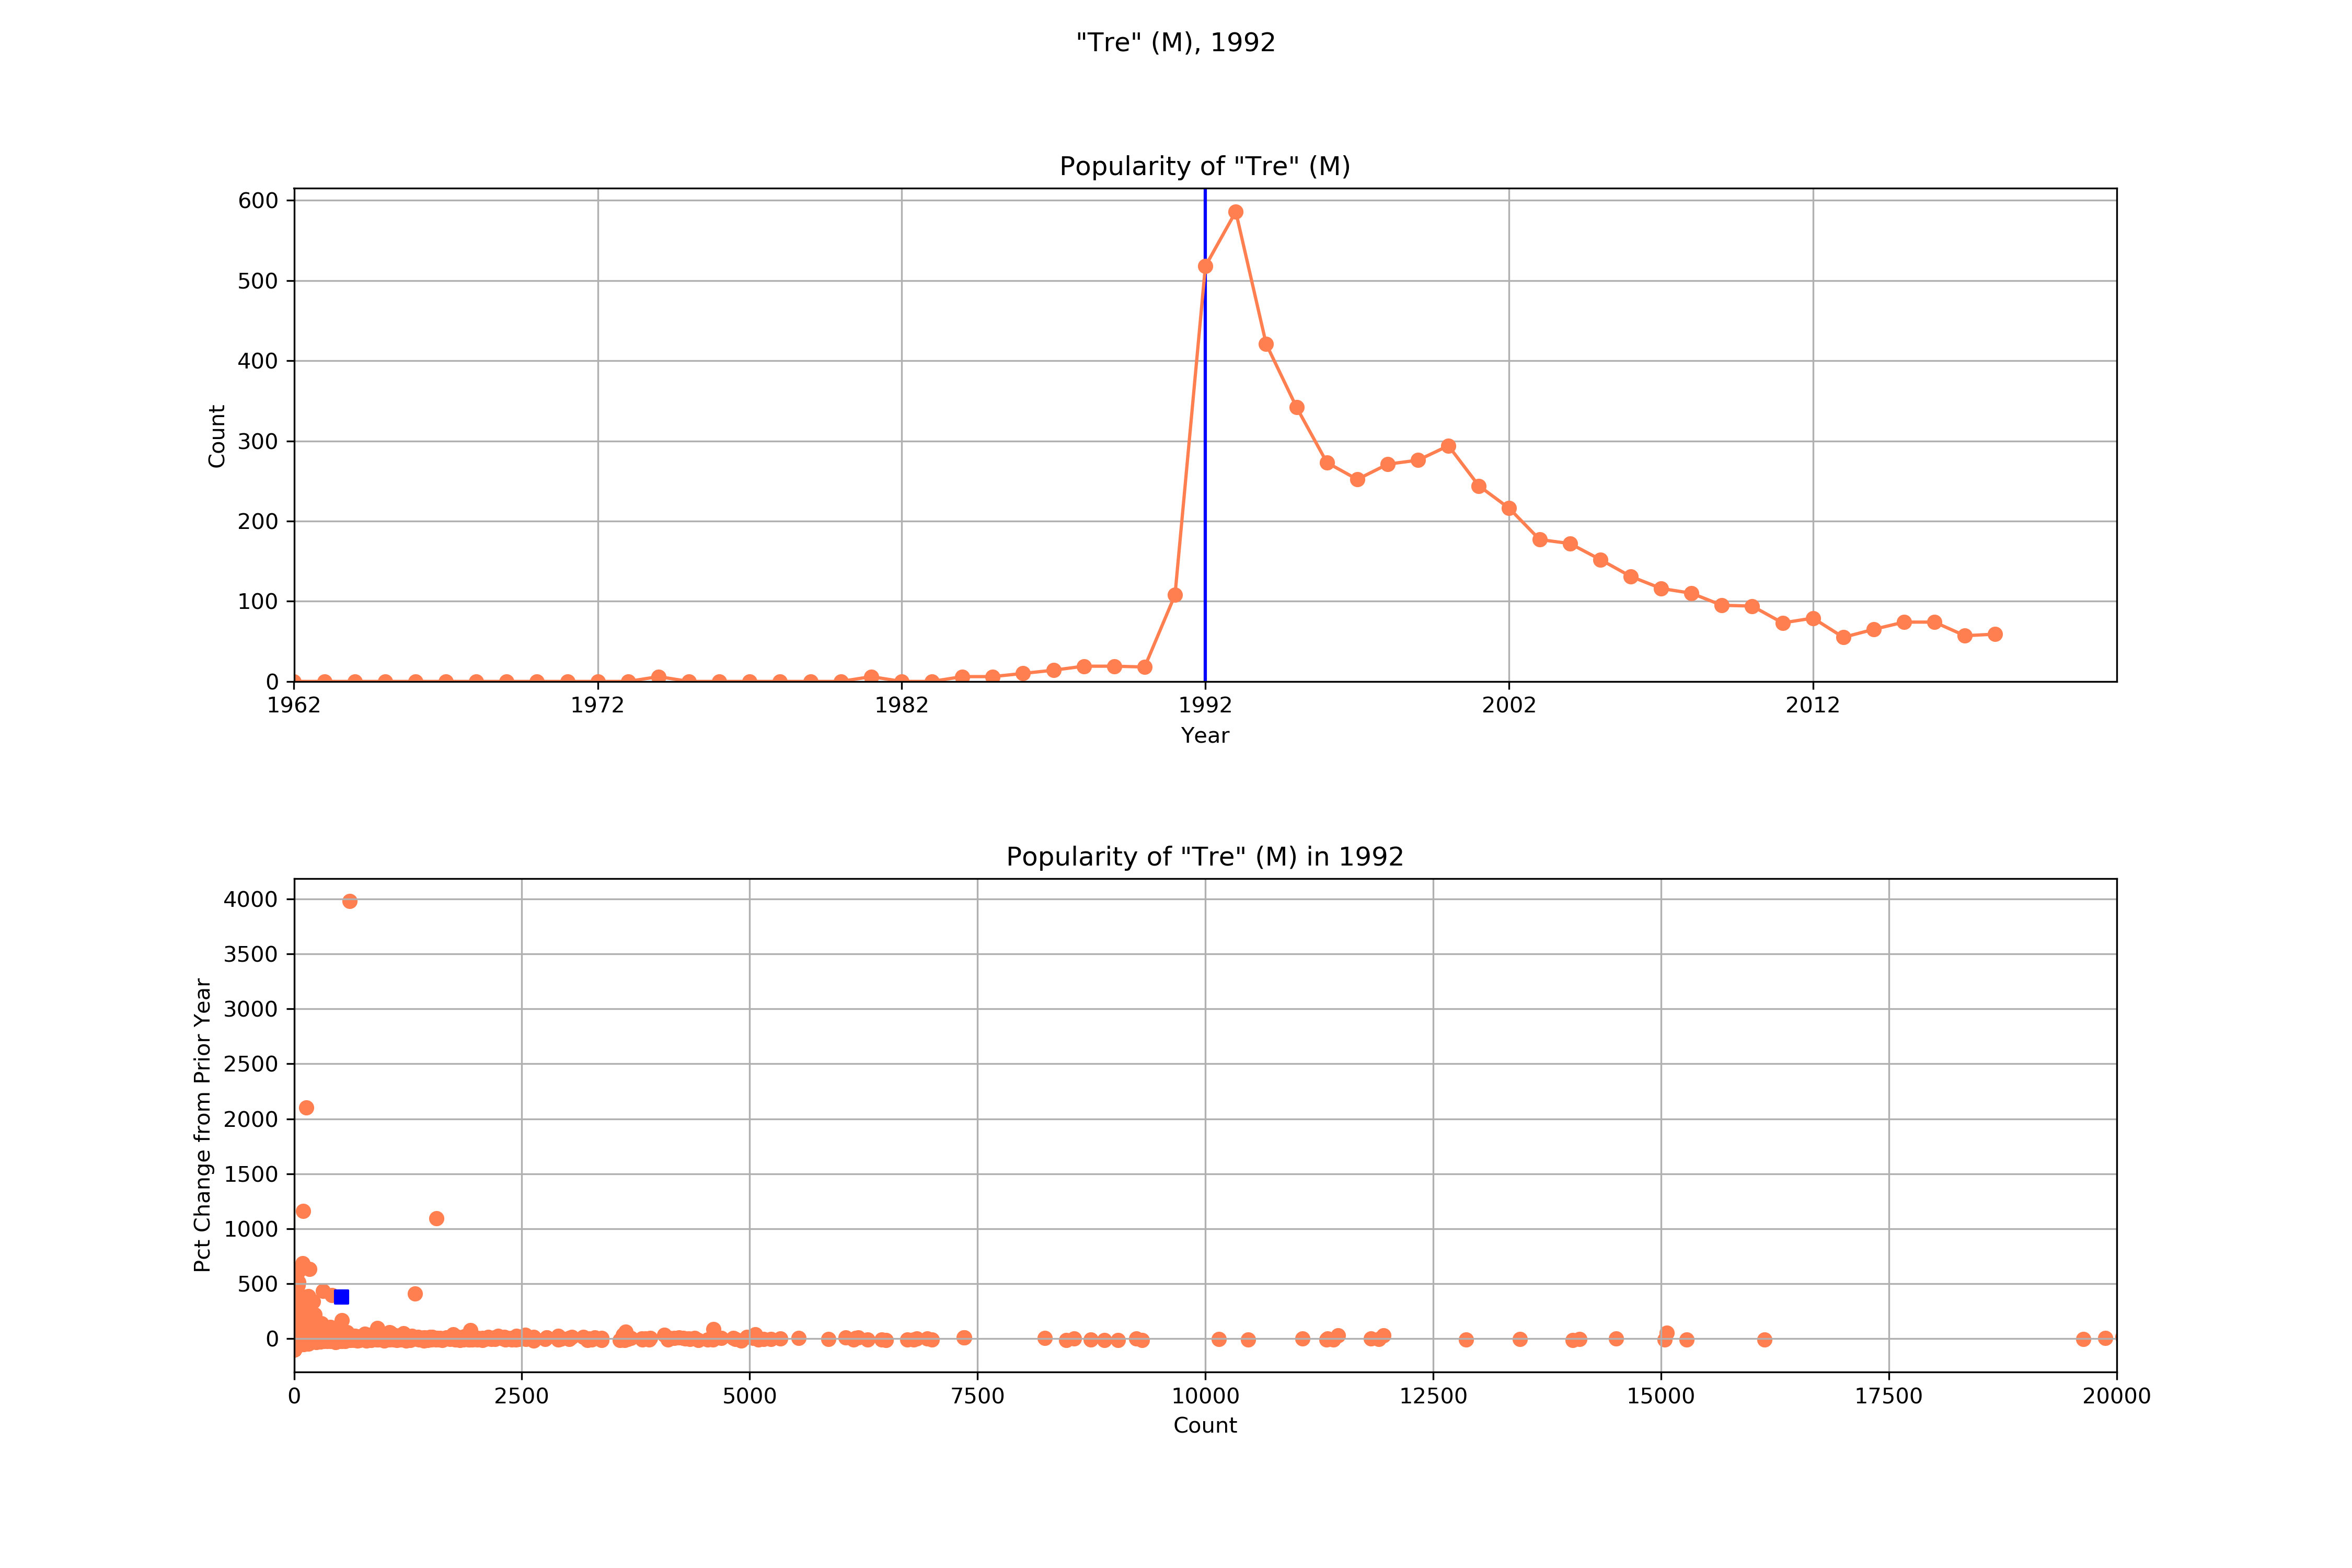 "Tre" (M), 1992
Popularity of "Tre" (M)
600
500
400
300
200
100
0
Count
1962 1972 1982 1992 2002 2012
Year
Popularity of "Tre" (M) in 1992
4000
3500
3000
2500
2000
1500
1000
500
0
Pct Change from Prior Year
0 2500 5000 7500 10000 12500 15000 17500 20000
Count